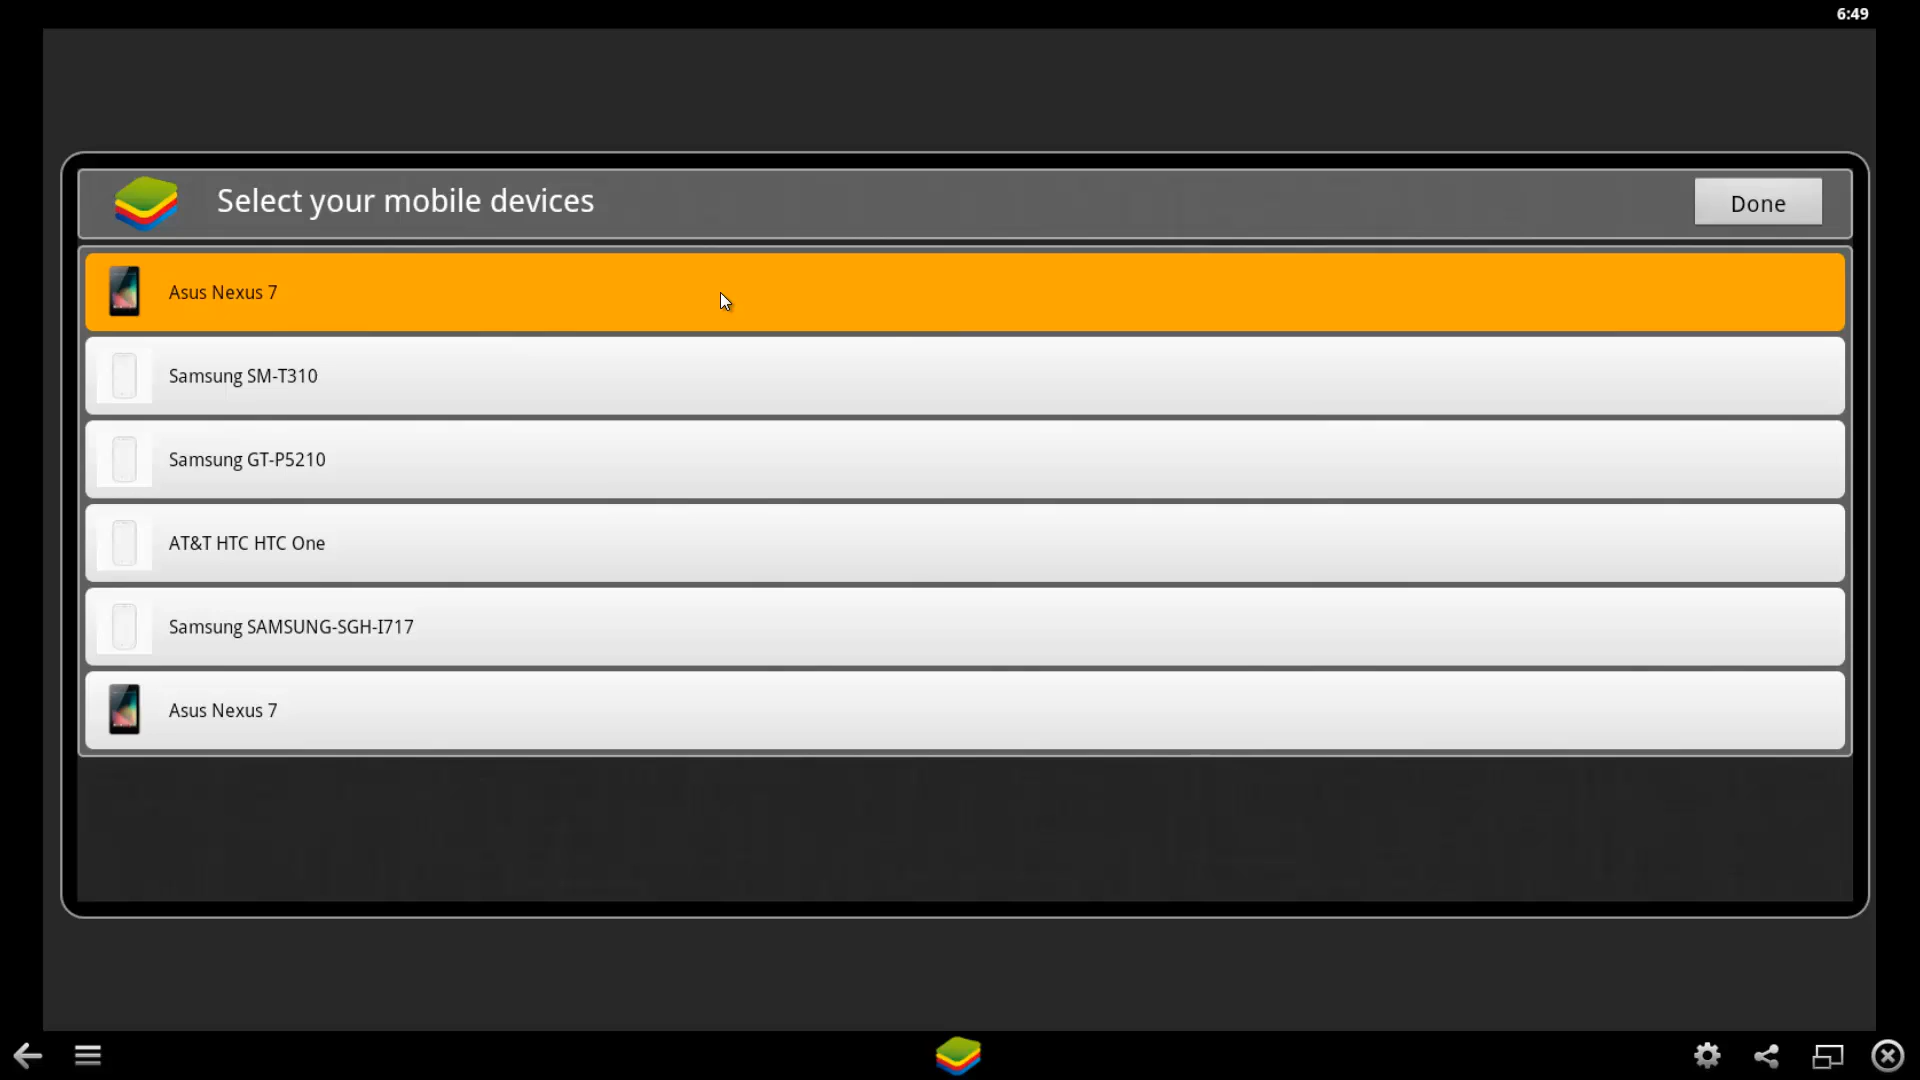 6:49
Select your mobile devices
Done
Asus Nexus 7
Samsung SM-T310
Samsung GT-P5210
AT&T HTC HTC One
Samsung SAMSUNG-SGH-I717
Asus Nexus 7